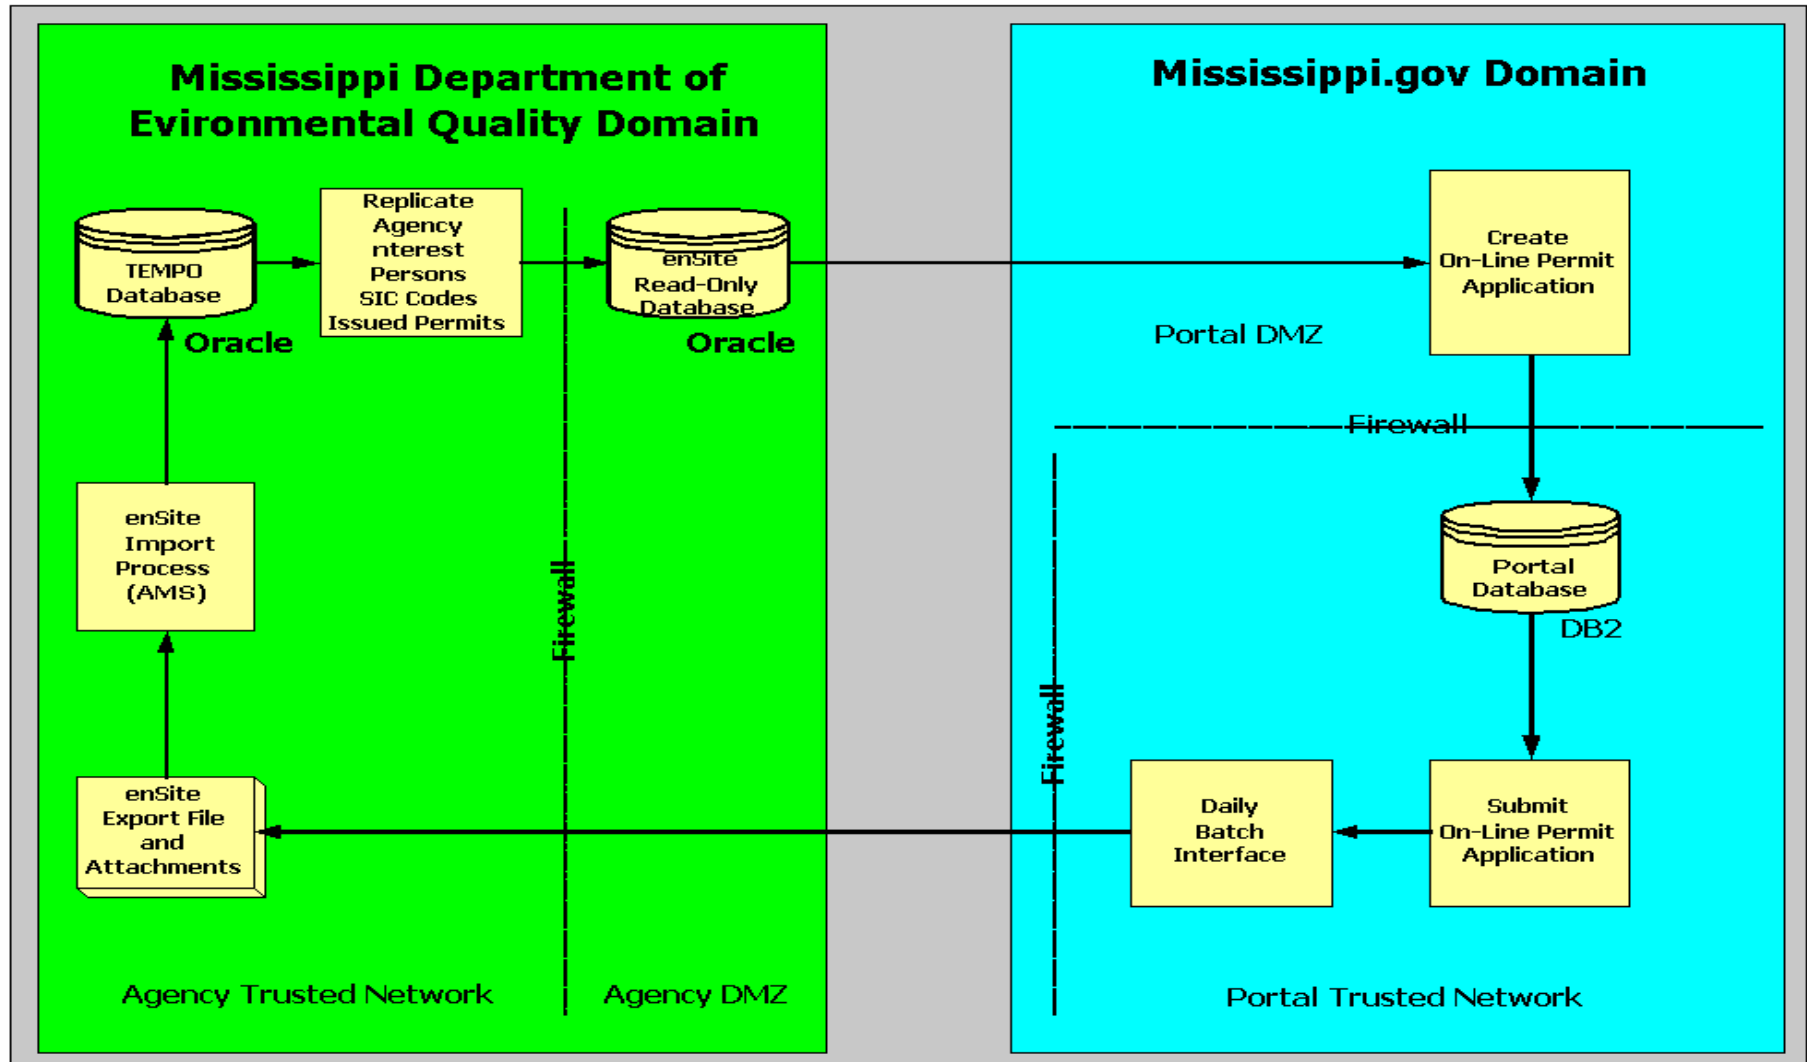 Mississippi Department of
Evironmental Quality Domain
Mississippi.gov Domain
TEMPO
Database
Oracle
Replicate
Agency
nterest
Persons
SIC Codes
Issued Permits
enSite
Read-Only
Database
Oracle
Portal DMZ
Create
On-Line Permit
Application
Firewall
enSite
Import
Process
(AMS)
Firewall
Portal
Database
DB2
Firewall
enSite
Export File
and
Attachments
Daily
Batch
Interface
Submit
On-Line Permit
Application
Agency Trusted Network
Agency DMZ
Portal Trusted Network